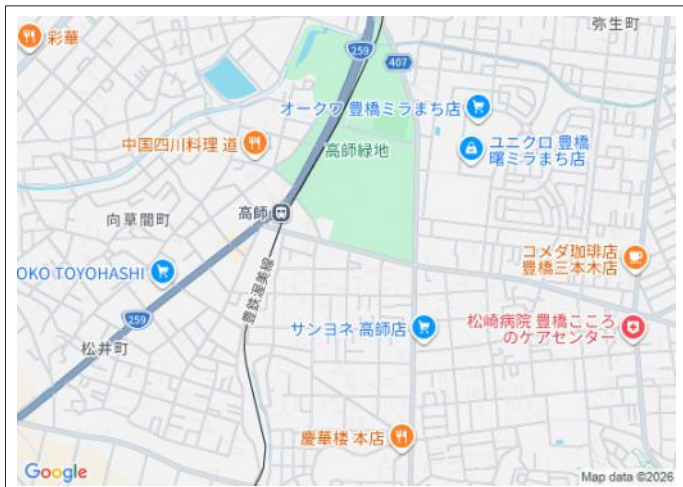 彩華
弥生町
259
407
オークワ 豊橋ミラまち店
ユニクロ 豊橋
曙ミラまち店
中国四川料理 道
高師緑地
高師
向草間町
コメダ珈琲店
豊橋三本木店
OKO TOYOHASHI
豊鉄渥美線
259
サンヨネ 高師店
松崎病院 豊橋こころ
のケアセンター
松井町
慶華楼 本店
Google
Map data ©2026